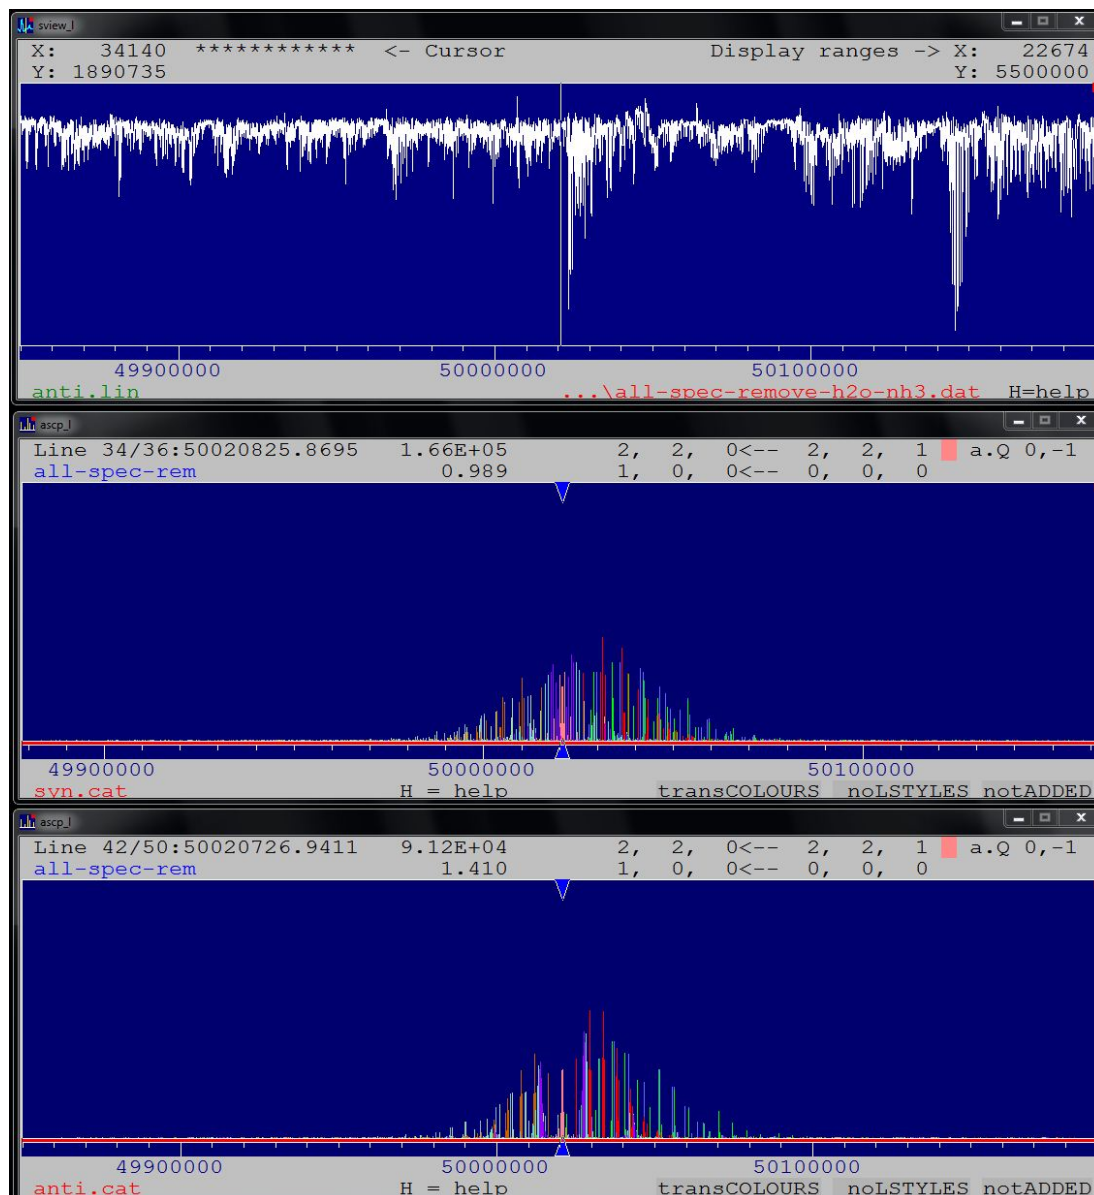 sview_l
X: 34140 ************ <- Cursor Display ranges -> X: 22674
Y: 1890735 Y: 5500000
49900000 50000000 50100000
anti.lin ...\all-spec-remove-h2o-nh3.dat H=help
ascp_l
Line 34/36:50020825.8695 1.66E+05 2, 2, 0<-- 2, 2, 1 a.Q 0,-1
all-spec-rem 0.989 1, 0, 0<-- 0, 0, 0
49900000 50000000 50100000
syn.cat H = help transCOLOURS noLSTYLES notADDED
ascp_l
Line 42/50:50020726.9411 9.12E+04 2, 2, 0<-- 2, 2, 1 a.Q 0,-1
all-spec-rem 1.410 1, 0, 0<-- 0, 0, 0
49900000 50000000 50100000
anti.cat H = help transCOLOURS noLSTYLES notADDED